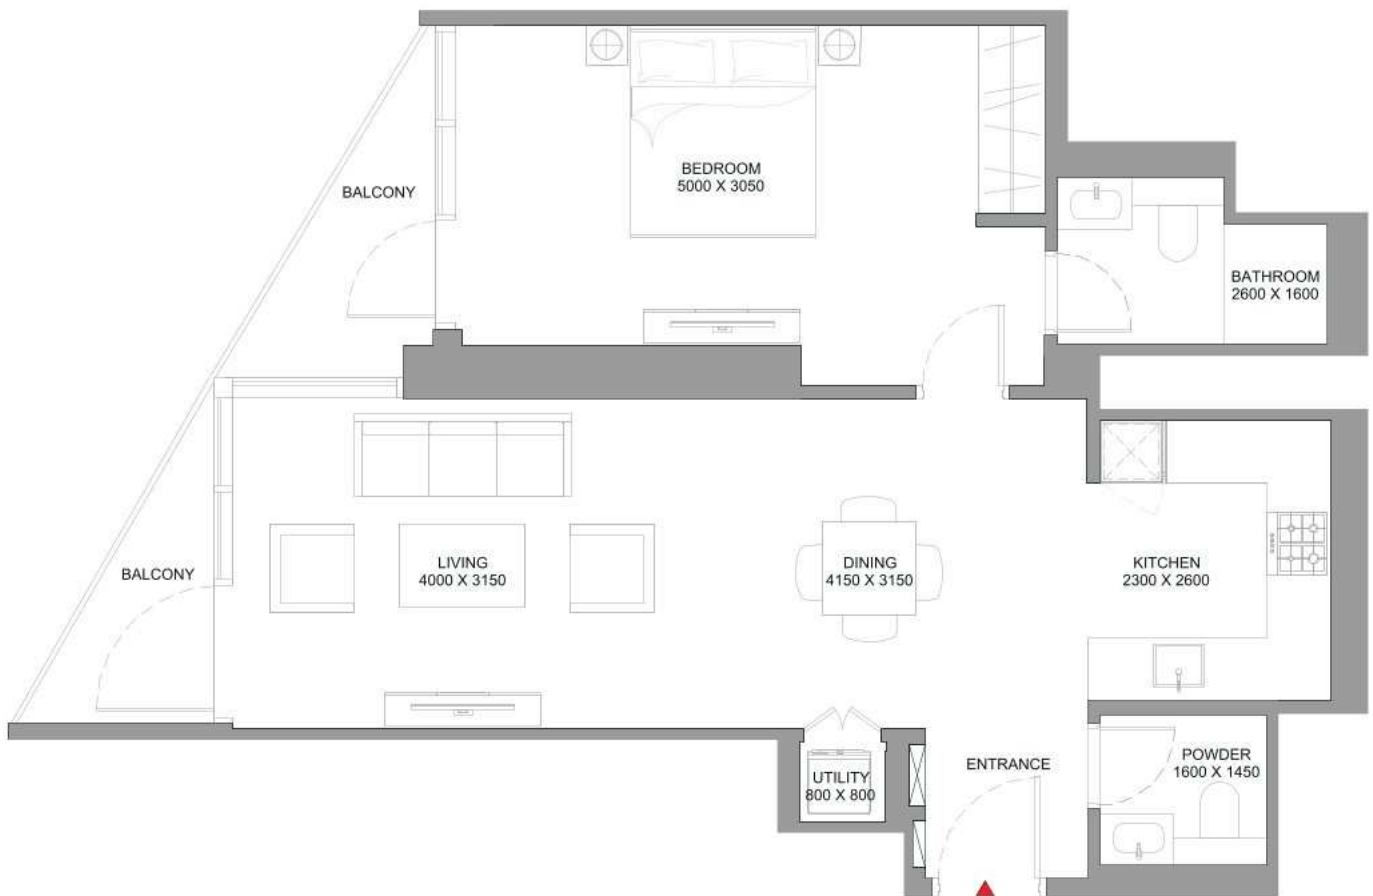 BEDROOM
5000 X 3050
BALCONY
BATHROOM
2600 X 1600
BALCONY
LIVING
4000 X 3150
DINING
4150 X 3150
KITCHEN
2300 X 2600
UTILITY
800 X 800
ENTRANCE
POWDER
1600 X 1450